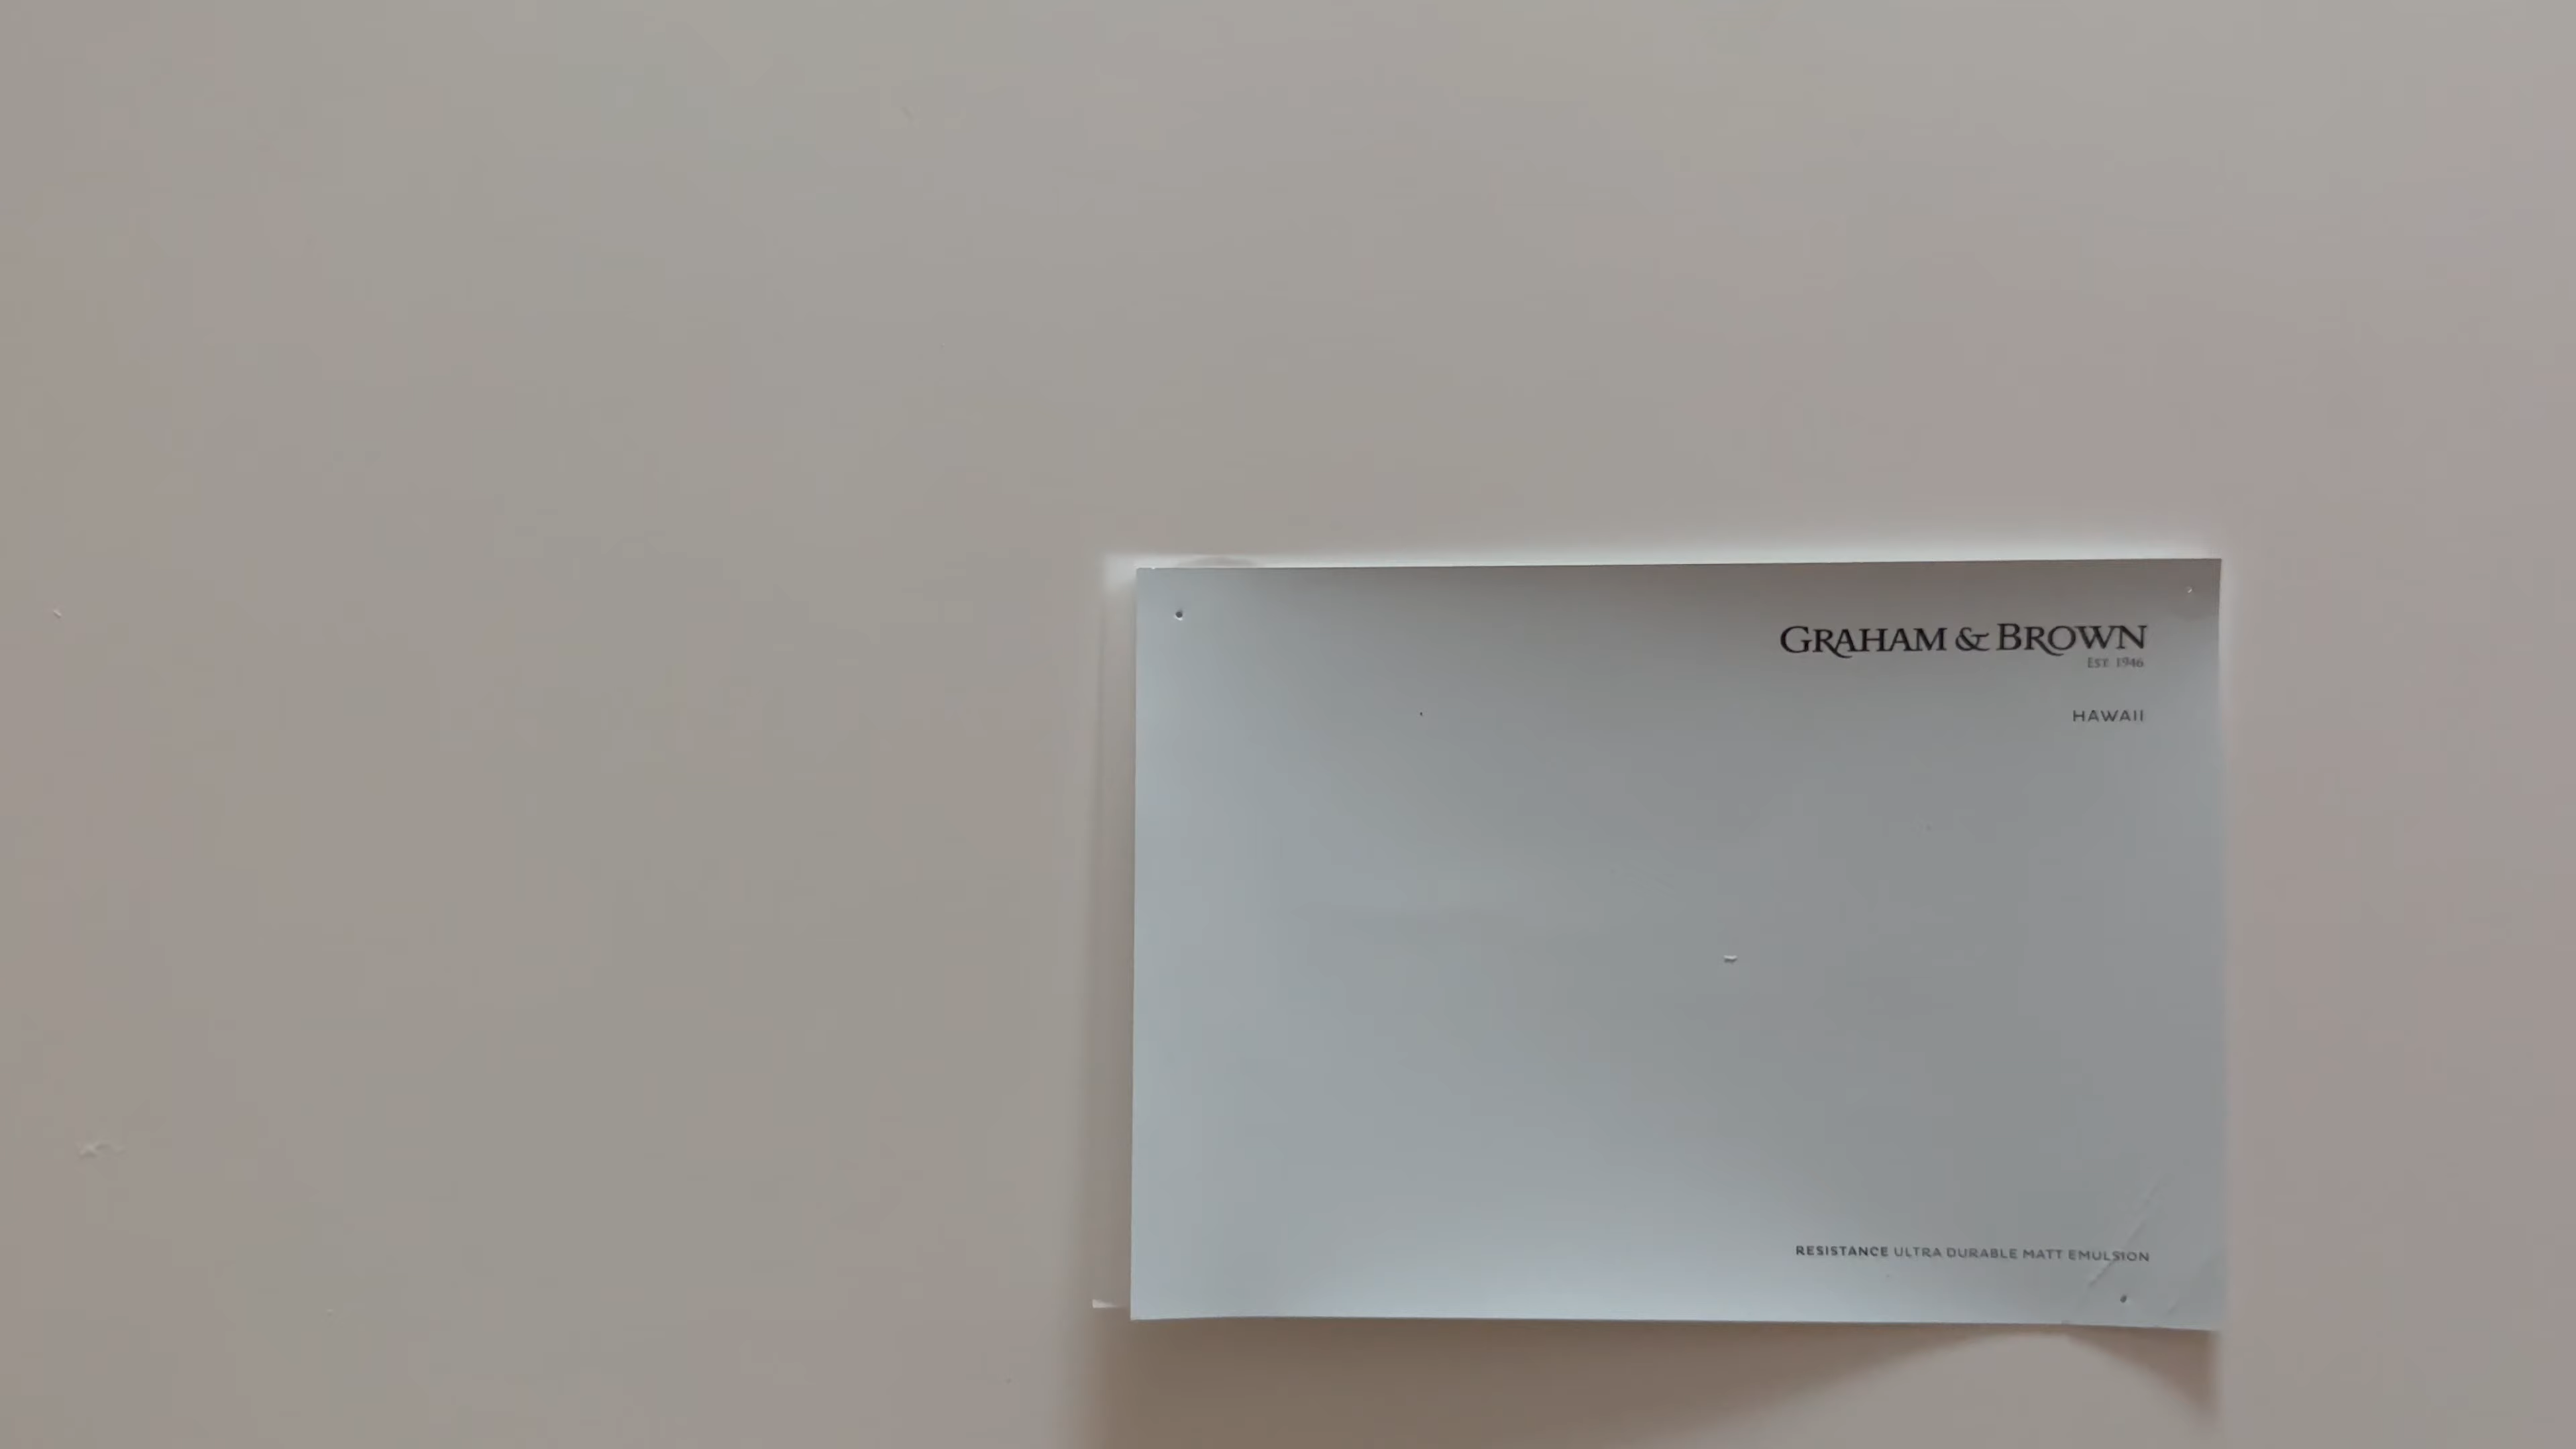 GRAHAM & BROWN
EST. 1946
HAWAII
RESISTANCE ULTRA DURABLE MATT EMULSION